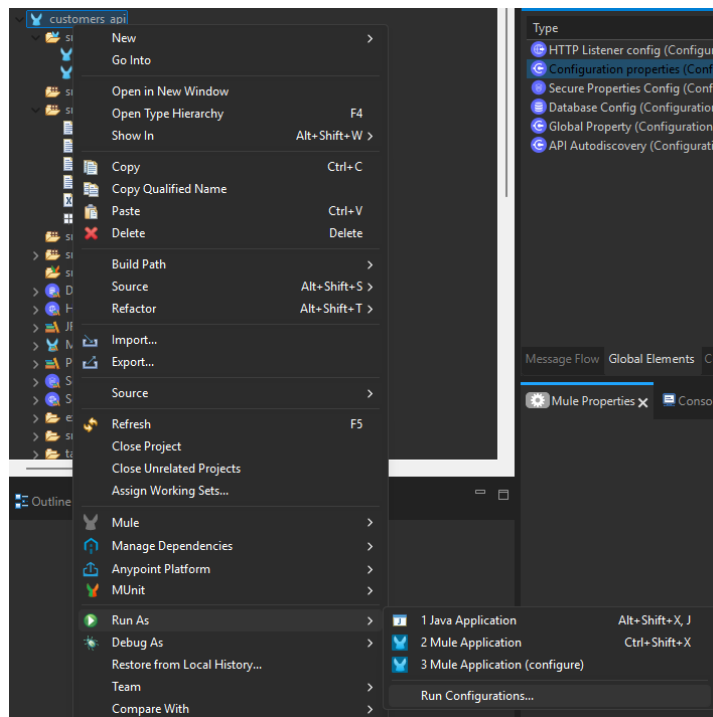 customers_api
New
Go Into
Open in New Window
Open Type Hierarchy F4
Show In Alt+Shift+W
Copy Ctrl+C
Copy Qualified Name
Paste Ctrl+V
Delete Delete
Build Path
Source Alt+Shift+S
Refactor Alt+Shift+T
Import...
Export...
Source
Refresh F5
Close Project
Close Unrelated Projects
Assign Working Sets...
Mule
Manage Dependencies
Anypoint Platform
MUnit
Run As
Debug As
Restore from Local History...
Team
Compare With
1 Java Application Alt+Shift+X, J
2 Mule Application Ctrl+Shift+X
3 Mule Application (configure)
Run Configurations...
Outline
Type
HTTP Listener config (Configur
Configuration properties (Conf
Secure Properties Config (Conf
Database Config (Configuration
Global Property (Configuration
API Autodiscovery (Configurati
Message Flow Global Elements C
Mule Properties Conso